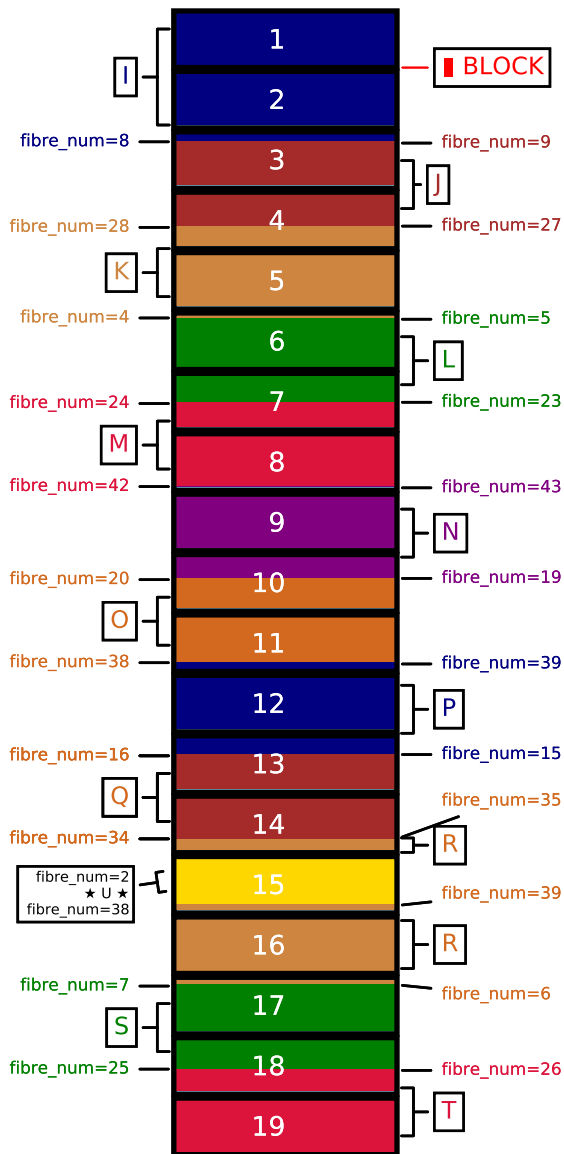 1
I
▮ BLOCK
2
fibre_num=8
fibre_num=9
3
J
4
fibre_num=28
fibre_num=27
K
5
fibre_num=4
fibre_num=5
6
L
fibre_num=24
7
fibre_num=23
M
8
fibre_num=42
fibre_num=43
9
N
fibre_num=20
10
fibre_num=19
O
11
fibre_num=38
fibre_num=39
12
P
fibre_num=16
13
fibre_num=15
Q
fibre_num=35
14
fibre_num=34
R
fibre_num=2
★ U ★
fibre_num=38
15
fibre_num=39
16
R
fibre_num=7
fibre_num=6
17
S
fibre_num=25
18
fibre_num=26
T
19